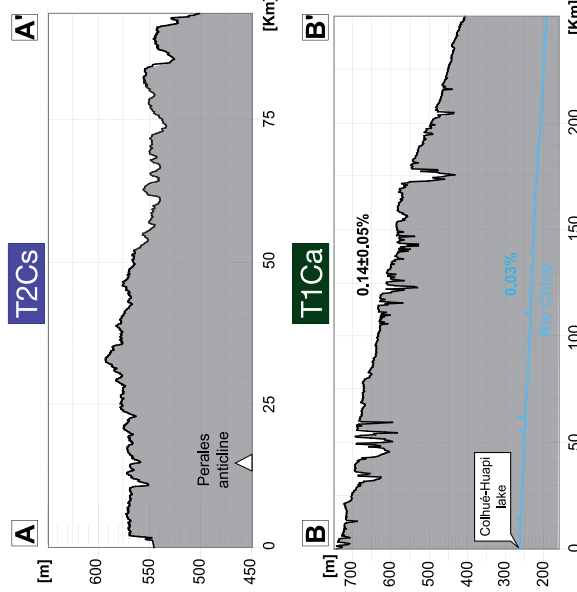 A
T2Cs
A'
[m]
600
550
500
450
Perales
anticline
0
25
50
75
[Km]
B
T1Ca
B'
[m]
700
600
500
400
300
200
0.14±0.05%
0.03%
Rio Chico
Colhué-Huapi
lake
0
50
100
150
200
[Km]